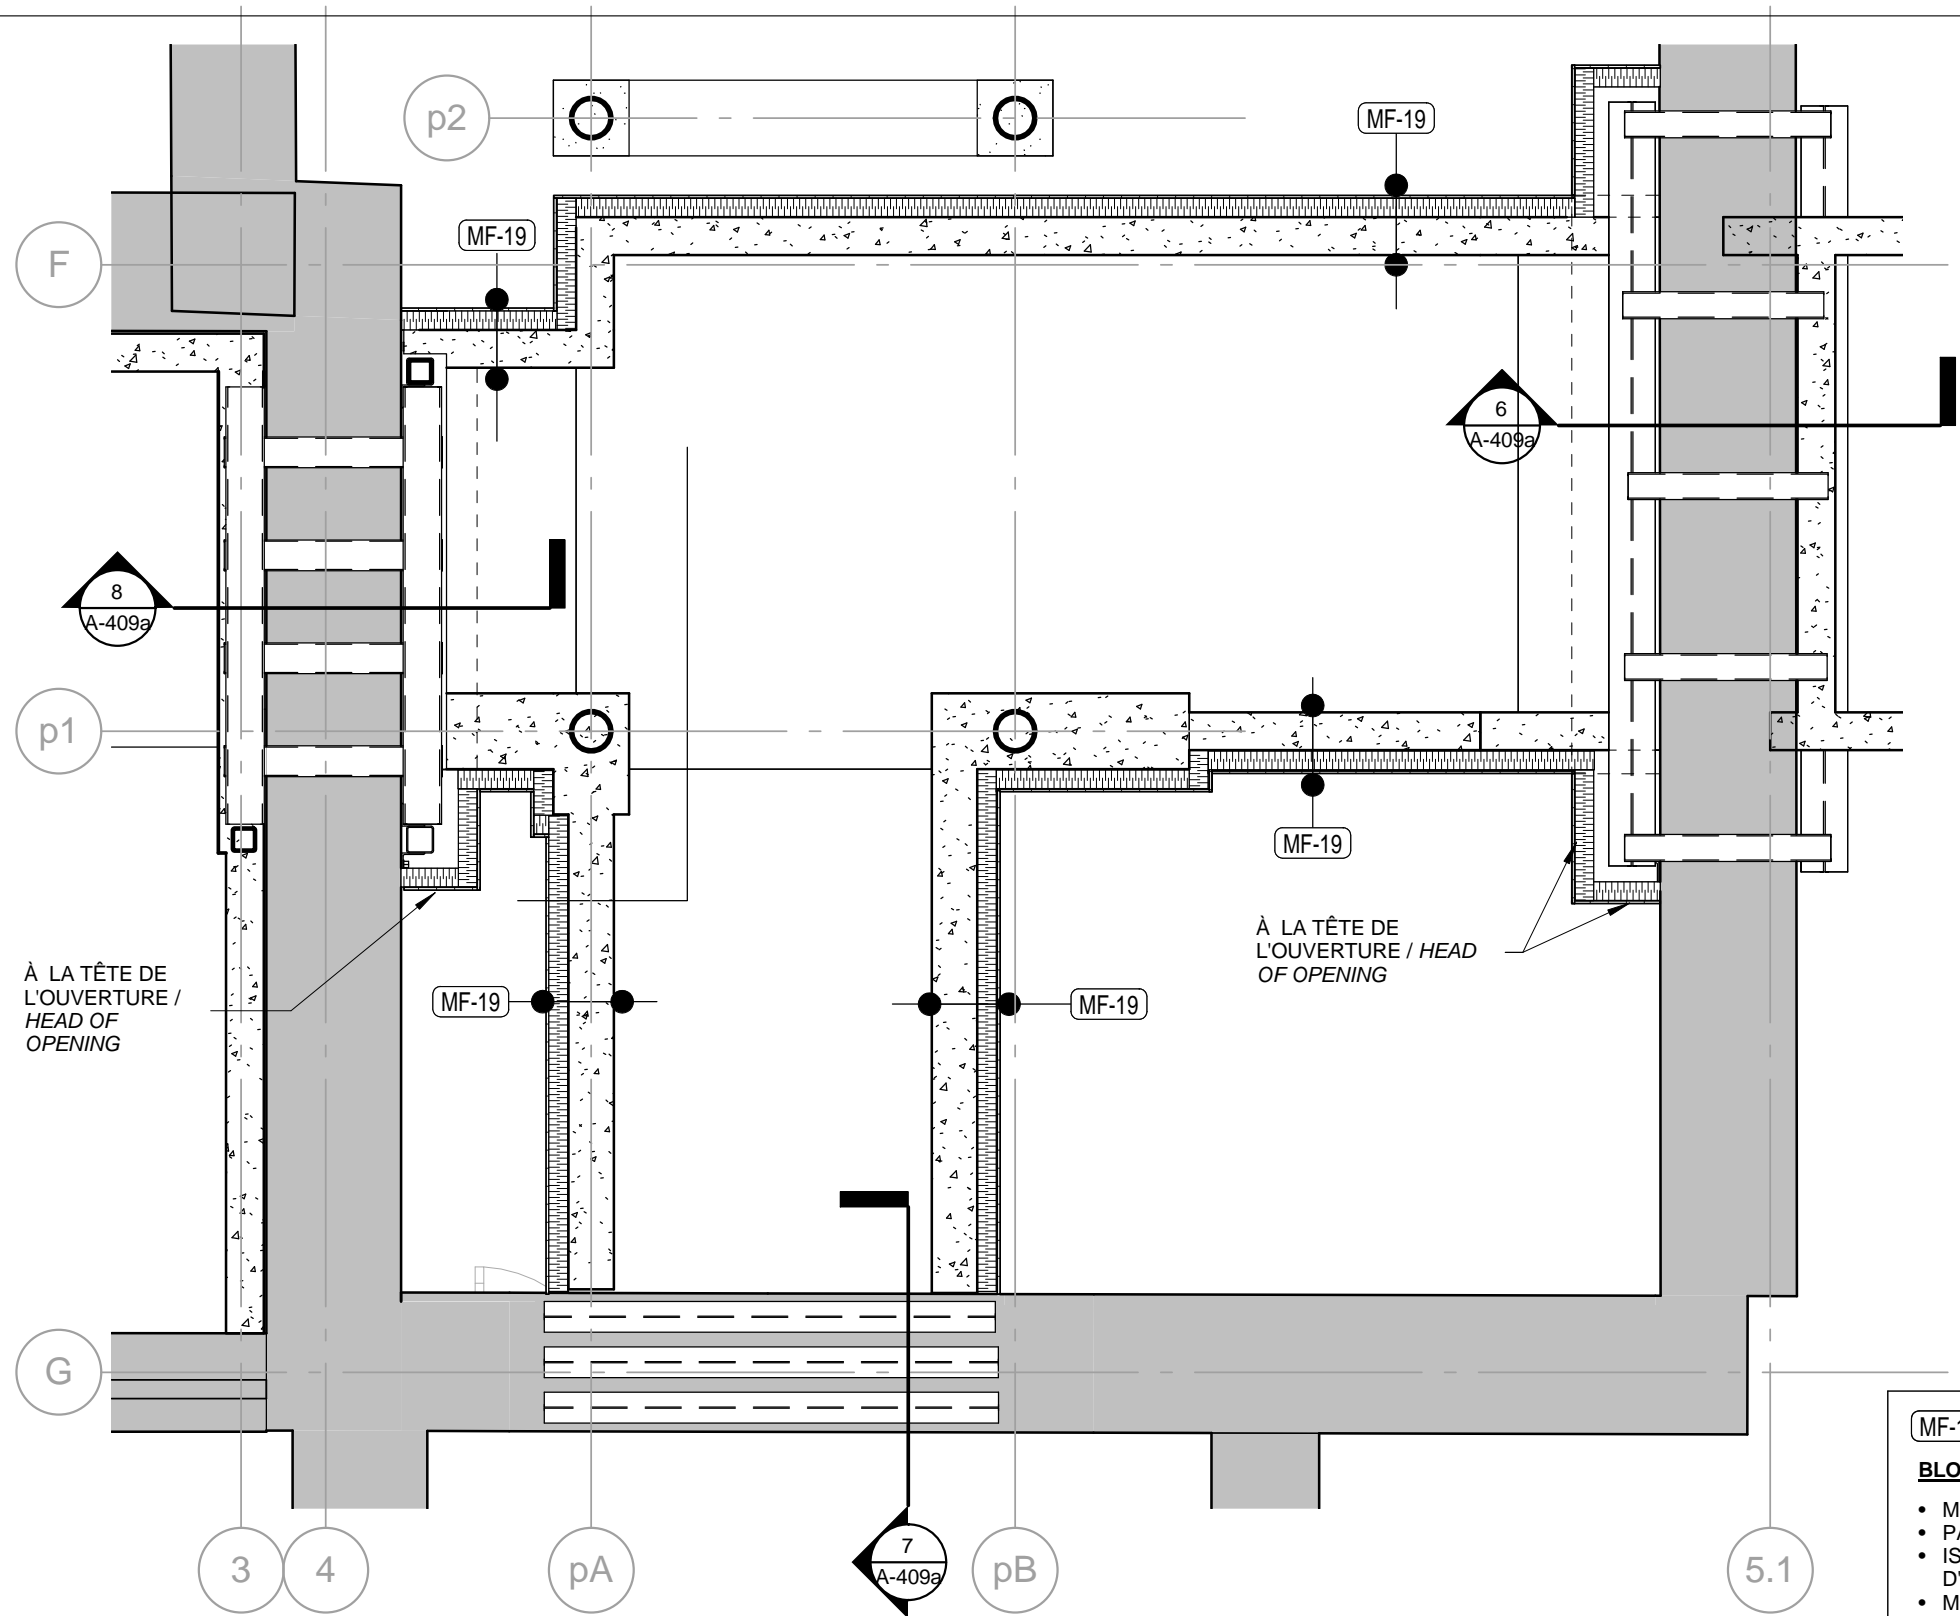 p2
MF-19
MF-19
F
6
A-409a
8
A-409a
p1
MF-19
À LA TÊTE DE
L'OUVERTURE / HEAD
OF OPENING
À LA TÊTE DE
L'OUVERTURE /
HEAD OF
OPENING
MF-19
MF-19
G
3
4
pA
7
A-409a
pB
5.1